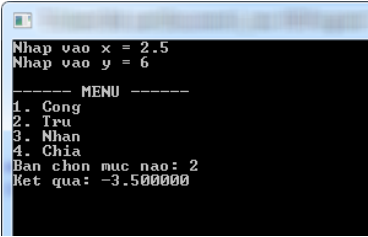 Nhap vao x = 2.5
Nhap vao y = 6
------ MENU ------
1. Cong
2. Tru
3. Nhan
4. Chia
Ban chon muc nao: 2
Ket qua: -3.500000